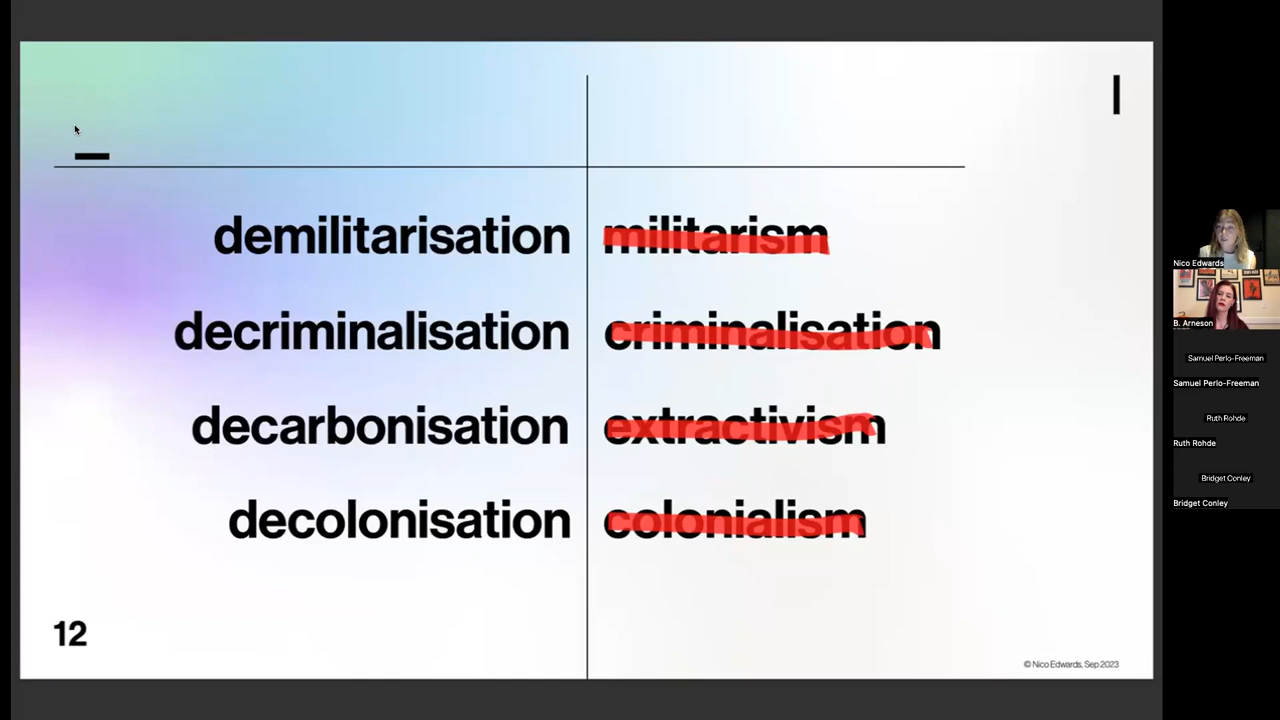 demilitarisation militarism
decriminalisation criminalisation
decarbonisation extractivism
decolonisation colonialism
12
© Nico Edwards, Sep 2023
Nico Edwards
B. Arneson
Samuel Perlo-Freeman
Samuel Perlo-Freeman
Ruth Rohde
Ruth Rohde
Bridget Conley
Bridget Conley